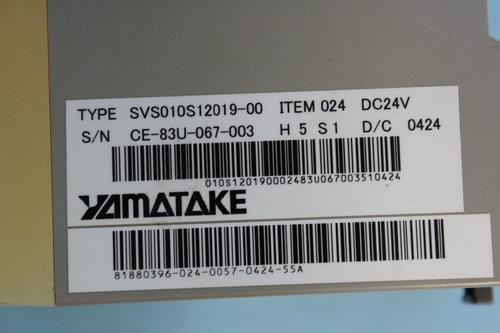 TYPE SVS010S12019-00 ITEM 024 DC24V
S/N CE-83U-067-003 H 5 S 1 D/C 0424
010S120190002483U067003510424
YAMATAKE
81880396-024-0057-0424-55A